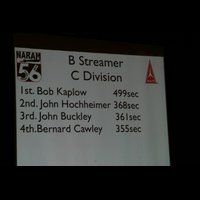 NARAM
56
B Streamer
C Division
1st. Bob Kaplow 499sec
2nd. John Hochheimer 368sec
3rd. John Buckley 361sec
4th. Bernard Cawley 355sec